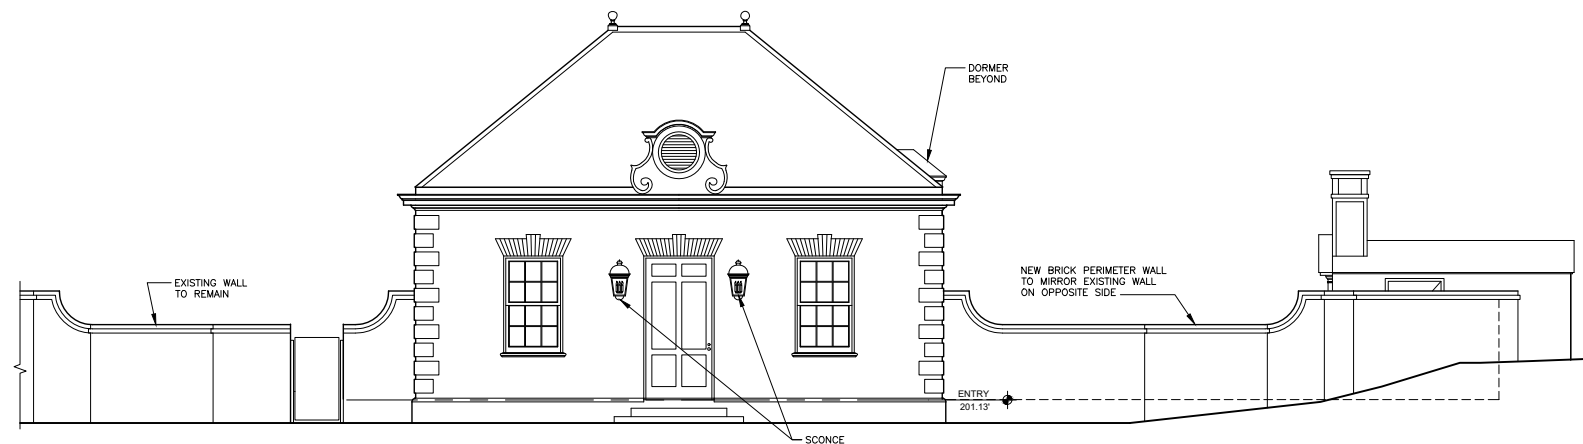 DORMER
BEYOND
EXISTING WALL
TO REMAIN
NEW BRICK PERIMETER WALL
TO MIRROR EXISTING WALL
ON OPPOSITE SIDE
ENTRY
201.13'
SCONCE